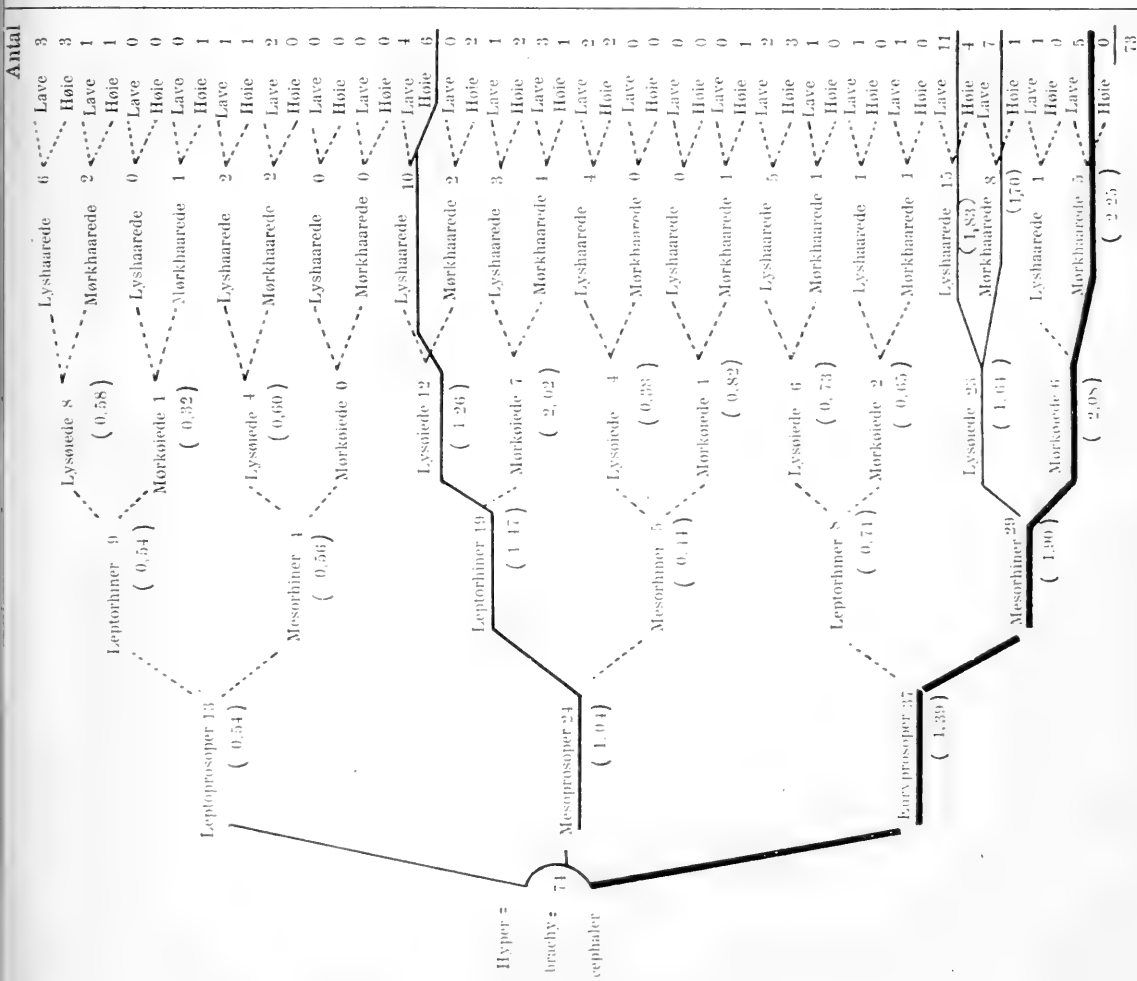 Antal
Hyper =
brachy =
cephaler
74
Leptoprosoper 13
( 0,54)
Mesoprosoper 24
( 1,04)
Euryprosoper 37
( 1,39)
Leptorhiner 9
( 0,54)
Mesorhiner 4
( 0,56)
Leptorhiner 19
( 1 47)
Mesorhiner 5
( 0,44)
Leptorhiner 8
( 0,71)
Mesorhiner 29
( 1,90)
Lysøiede 8
( 0,58)
Mørkøiede 1
( 0,32)
Lysøiede 4
( 0,60)
Mørkøiede 0
Lysøiede 12
( 1 26)
Mørkøiede 7
( 2,02)
Lysøiede 4
( 0,38)
Mørkøiede 1
( 0,82)
Lysøiede 6
( 0,73)
Mørkøiede 2
( 0,65)
Lysøiede 23
( 1,64)
Mørkøiede 6
( 2,08)
Lyshaarede 6
Mørkhaarede 2
Lyshaarede 0
Mørkhaarede 1
Lyshaarede 2
Mørkhaarede 2
Lyshaarede 0
Mørkhaarede 0
Lyshaarede 10
Mørkhaarede 2
Lyshaarede 3
Mørkhaarede 4
Lyshaarede 4
Mørkhaarede 0
Lyshaarede 0
Mørkhaarede 1
Lyshaarede 5
Mørkhaarede 1
Lyshaarede 1
Mørkhaarede 1
Lyshaarede 15
(1,83)
Mørkhaarede 8
(1,70)
Lyshaarede 1
Mørkhaarede 5
( 2 25)
Lave 3
Høie 3
Lave 1
Høie 1
Lave 0
Høie 0
Lave 0
Høie 1
Lave 1
Høie 1
Lave 2
Høie 0
Lave 0
Høie 0
Lave 0
Høie 0
Lave 4
Høie 6
Lave 0
Høie 2
Lave 1
Høie 2
Lave 3
Høie 1
Lave 2
Høie 2
Lave 0
Høie 0
Lave 0
Høie 0
Lave 0
Høie 1
Lave 2
Høie 3
Lave 1
Høie 0
Lave 1
Høie 0
Lave 1
Høie 0
Lave 11
Høie 4
Lave 7
Høie 1
Lave 1
Høie 0
Lave 5
Høie 0
73